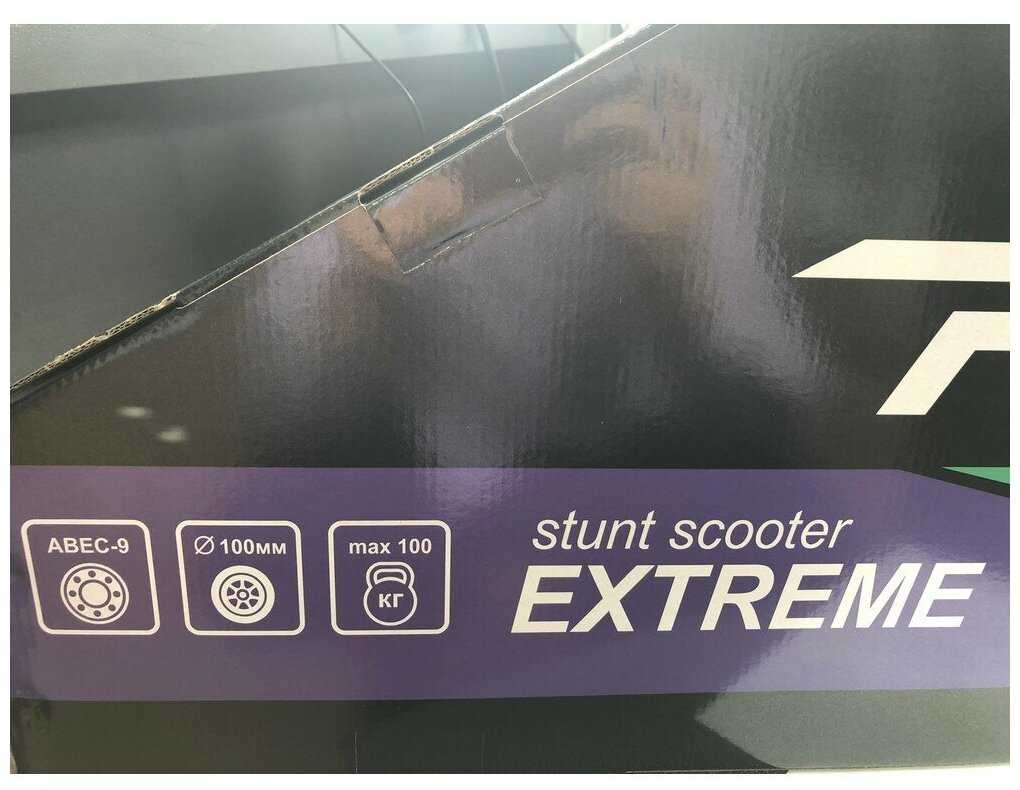 ABEC-9
Ø 100мм
max 100
КГ
stunt scooter
EXTREME